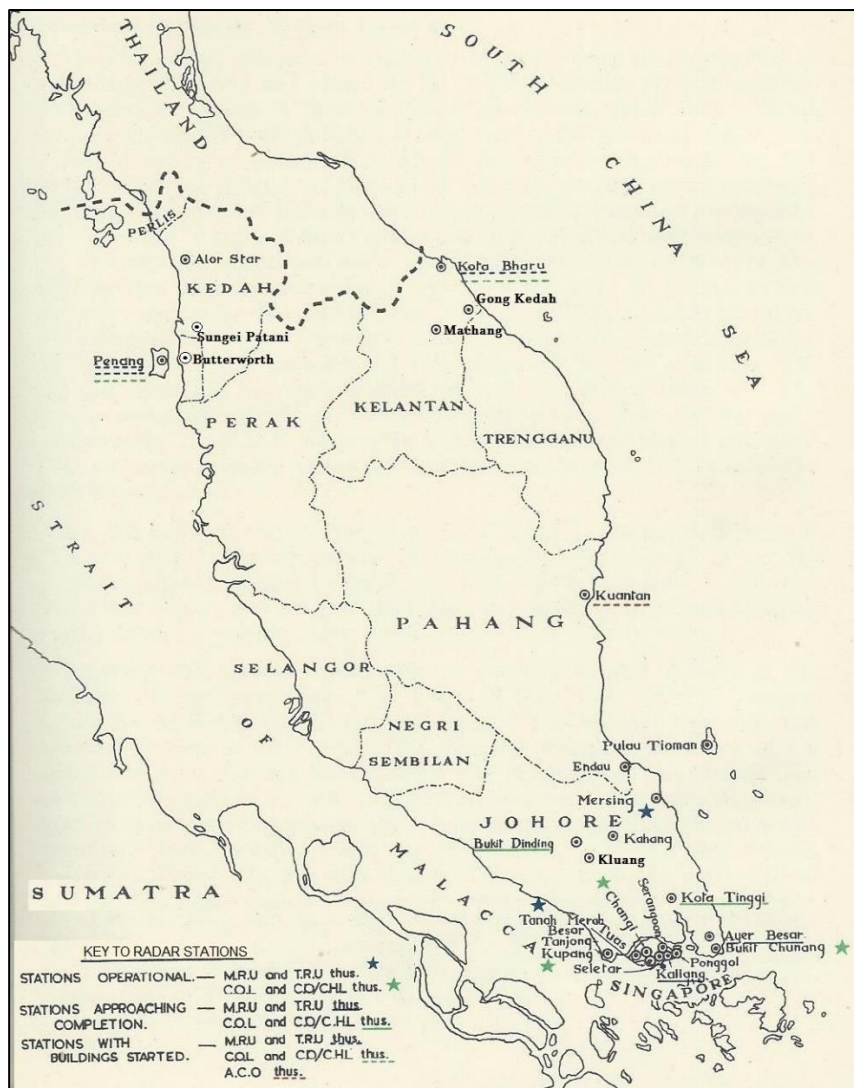 THAILAND
SOUTH
CHINA
SEA
PERLIS
Alor Star
KEDAH
Kota Bharu
Gong Kedah
Machang
Sungei Patani
Penang
Butterworth
KELANTAN
PERAK
TRENGGANU
STRAIT
Kuantan
PAHANG
SELANGOR
OF
NEGRI
SEMBILAN
Pulau Tioman
Endau
Mersing
JOHORE
Bukit Dinding
Kahang
Kluang
MALACCA
SUMATRA
Changi
Serangoon
Kota Tinggi
Tanah Merah
Besar
Tuas
Tanjong
Kupang
Ayer Besar
Bukit Chunang
Ponggol
Seletar
Kallang
SINGAPORE
KEY TO RADAR STATIONS
STATIONS OPERATIONAL. — M.R.U and T.R.U thus.
C.O.L and C.D/CHL thus.
STATIONS APPROACHING — M.R.U and T.R.U thus.
COMPLETION. C.O.L and C.D/C.HL thus.
STATIONS WITH — M.R.U and T.R.U thus.
BUILDINGS STARTED. C.O.L and C.D/C.HL thus.
A.C.O thus.